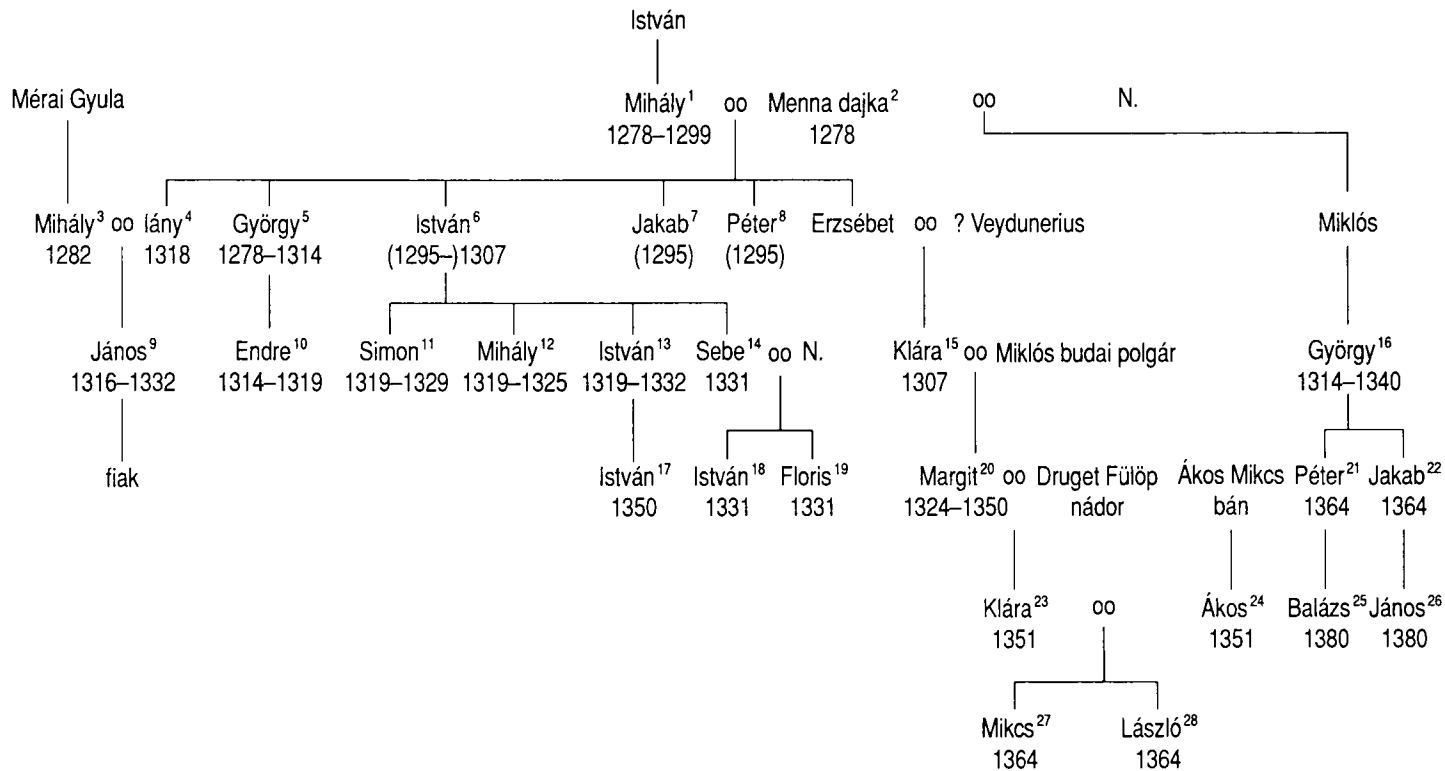 István
Mérai Gyula Mihály¹ oo Menna dajka² oo N.
1278–1299 1278
Mihály³ oo lány⁴ György⁵ István⁶ Jakab⁷ Péter⁸ Erzsébet oo ? Veydunerius Miklós
1282 1318 1278–1314 (1295–)1307 (1295) (1295)
János⁹ Endre¹⁰ Simon¹¹ Mihály¹² István¹³ Sebe¹⁴ oo N. Klára¹⁵ oo Miklós budai polgár György¹⁶
1316–1332 1314–1319 1319–1329 1319–1325 1319–1332 1331 1307 1314–1340
fiak István¹⁷ István¹⁸ Floris¹⁹ Margit²⁰ oo Druget Fülöp Ákos Mikcs Péter²¹ Jakab²²
1350 1331 1331 1324–1350 nádor bán 1364 1364
Klára²³ oo Ákos²⁴ Balázs²⁵ János²⁶
1351 1351 1380 1380
Mikcs²⁷ László²⁸
1364 1364